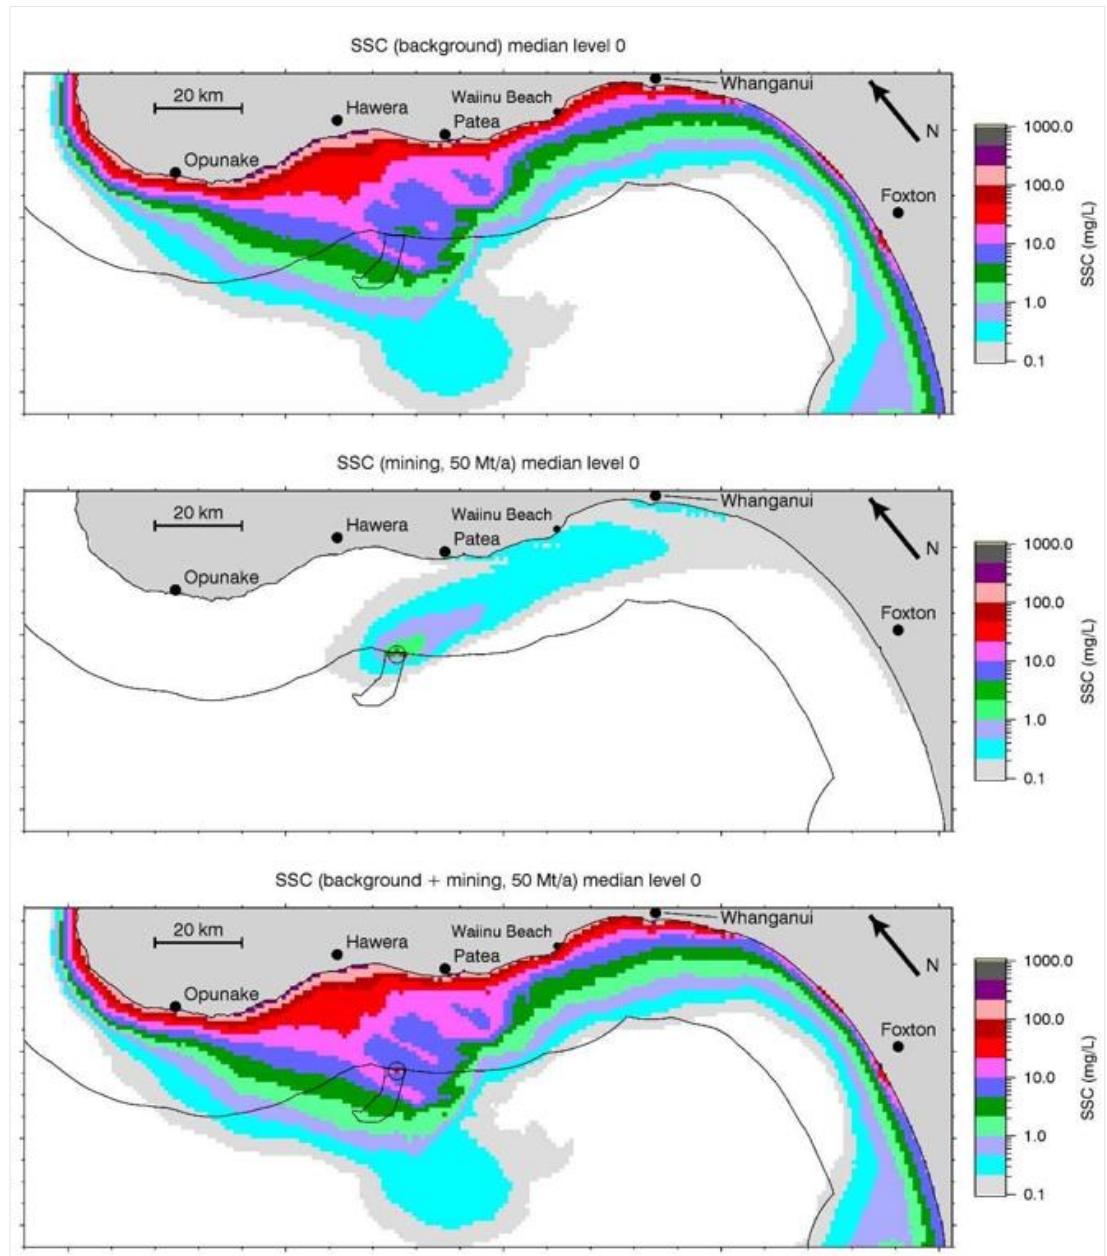 SSC (background) median level 0
20 km
Hawera
Waiinu Beach
Patea
Whanganui
Opunake
N
Foxton
1000.0
100.0
10.0
1.0
0.1
SSC (mg/L)
SSC (mining, 50 Mt/a) median level 0
20 km
Hawera
Waiinu Beach
Patea
Whanganui
Opunake
N
Foxton
1000.0
100.0
10.0
1.0
0.1
SSC (mg/L)
SSC (background + mining, 50 Mt/a) median level 0
20 km
Hawera
Waiinu Beach
Patea
Whanganui
Opunake
N
Foxton
1000.0
100.0
10.0
1.0
0.1
SSC (mg/L)